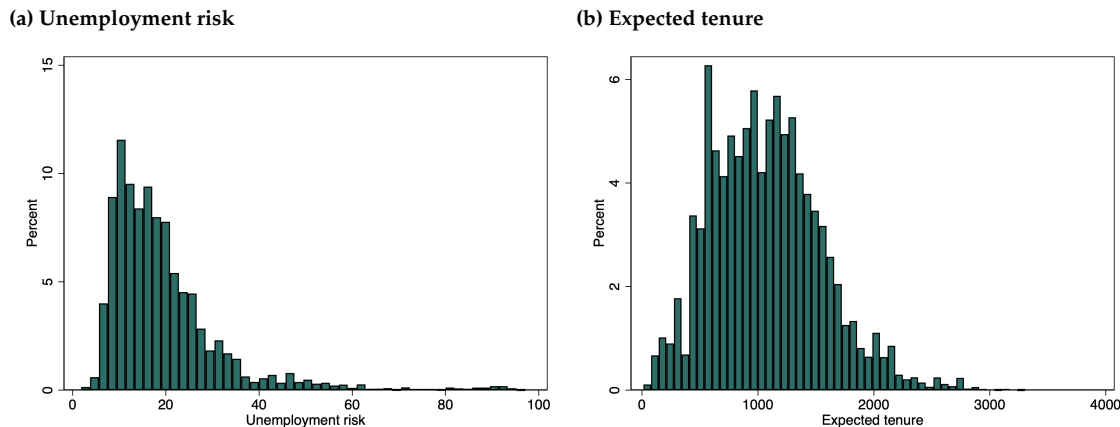 (a) Unemployment risk
15
10
5
0
Percent
0 20 40 60 80 100
Unemployment risk
(b) Expected tenure
6
4
2
0
Percent
0 1000 2000 3000 4000
Expected tenure